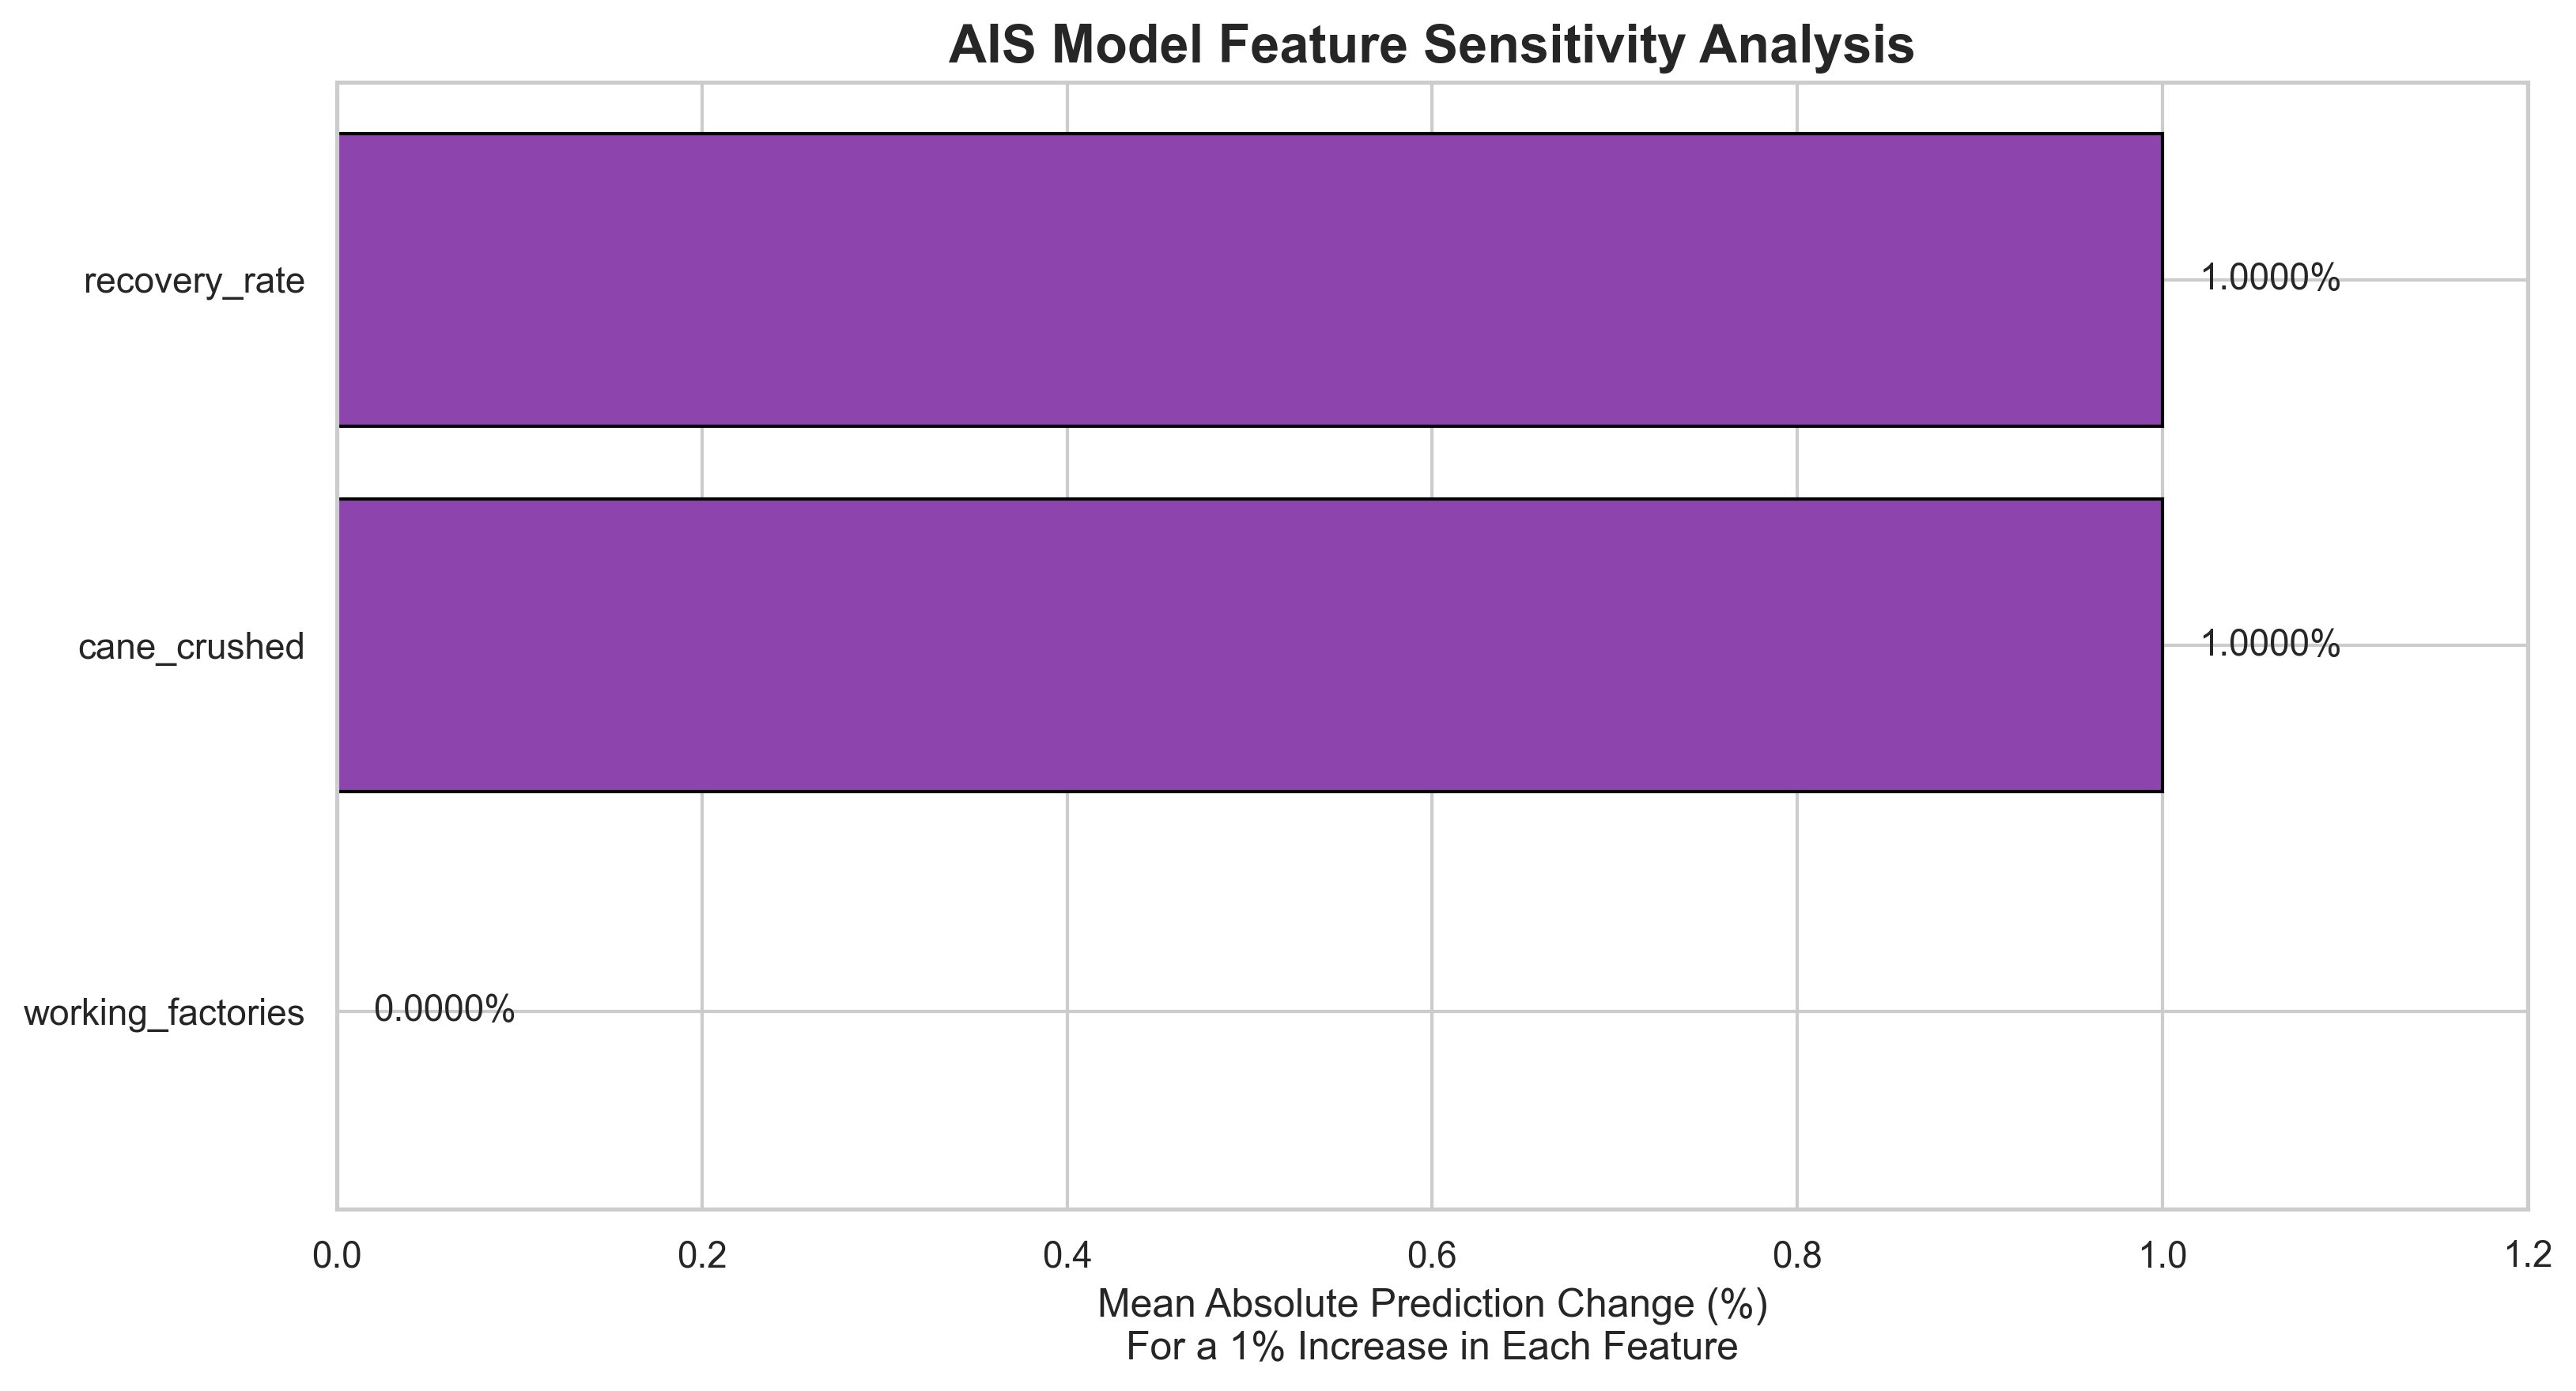 AIS Model Feature Sensitivity Analysis
recovery_rate
1.0000%
cane_crushed
1.0000%
working_factories
0.0000%
0.0
0.2
0.4
0.6
0.8
1.0
1.2
Mean Absolute Prediction Change (%)
For a 1% Increase in Each Feature